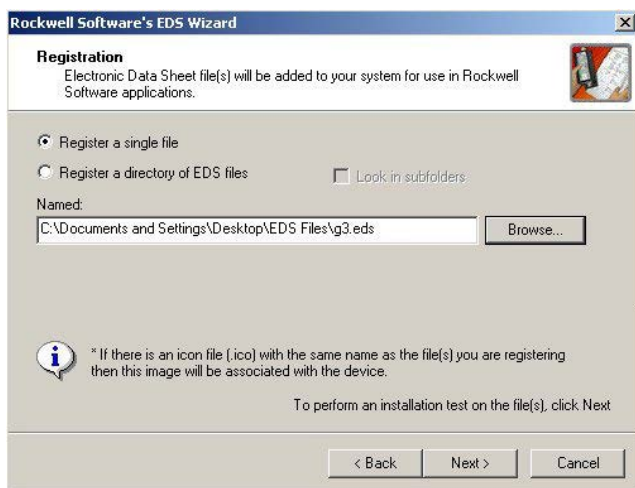 Rockwell Software's EDS Wizard
Registration
Electronic Data Sheet file(s) will be added to your system for use in Rockwell
Software applications.
Register a single file
Register a directory of EDS files
Look in subfolders
Named:
C:\Documents and Settings\Desktop\EDS Files\g3.eds
Browse...
* If there is an icon file (.ico) with the same name as the file(s) you are registering
then this image will be associated with the device.
To perform an installation test on the file(s), click Next
< Back
Next >
Cancel